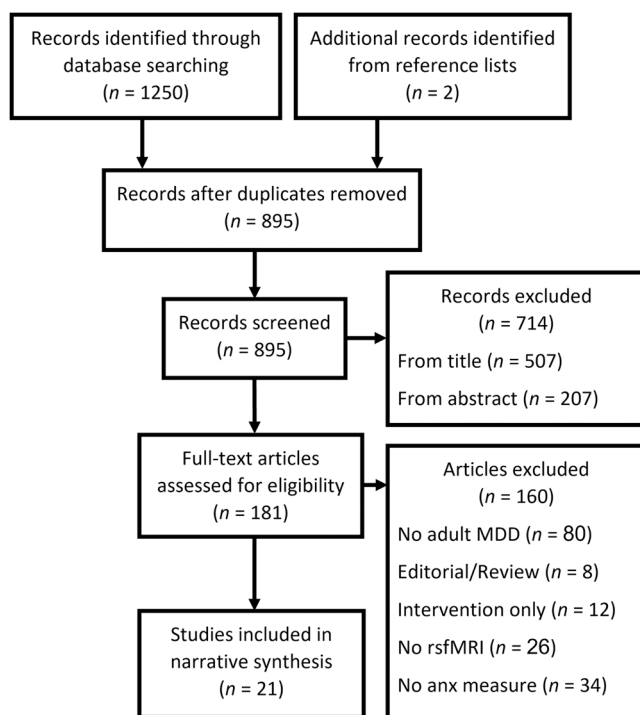 Records identified through
database searching
(n = 1250)
Additional records identified
from reference lists
(n = 2)
Records after duplicates removed
(n = 895)
Records screened
(n = 895)
Records excluded
(n = 714)
From title (n = 507)
From abstract (n = 207)
Full-text articles
assessed for eligibility
(n = 181)
Articles excluded
(n = 160)
No adult MDD (n = 80)
Editorial/Review (n = 8)
Intervention only (n = 12)
No rsfMRI (n = 26)
No anx measure (n = 34)
Studies included in
narrative synthesis
(n = 21)